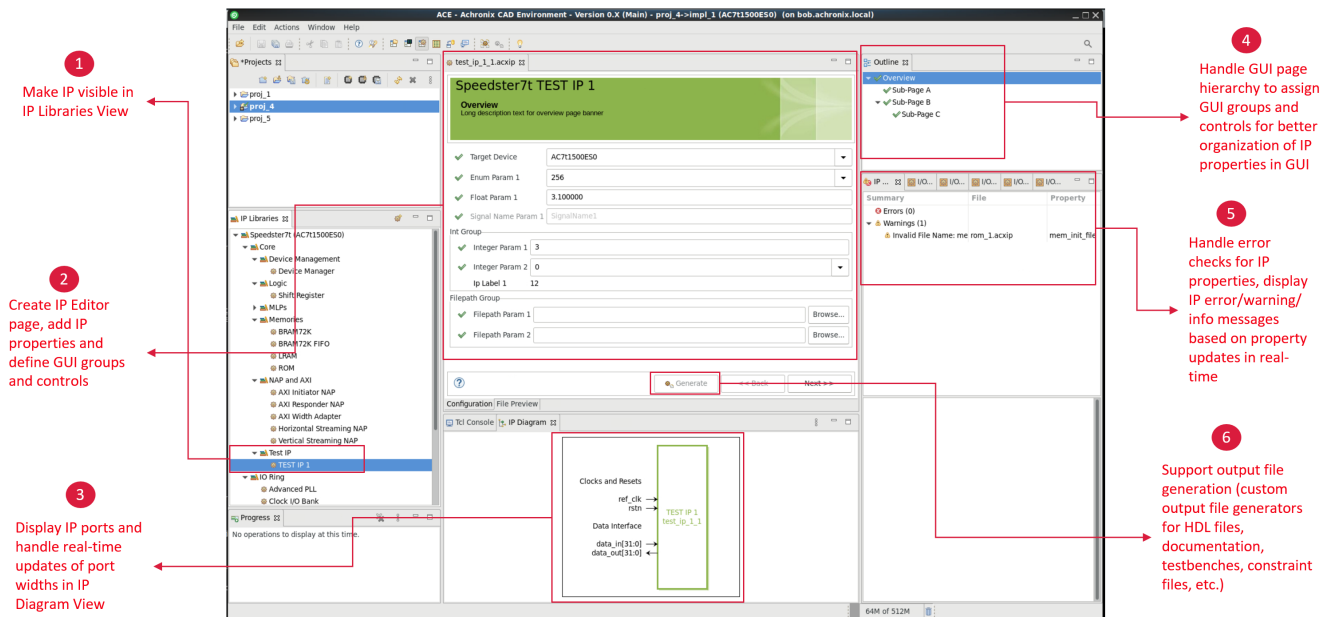 ACE - Achronix CAD Environment - Version 0.X (Main) - proj_4->impl_1 (AC7t1500ES0) (on bob.achronix.local)
File Edit Actions Window Help
1
Make IP visible in
IP Libraries View
2
Create IP Editor
page, add IP
properties and
define GUI groups
and controls
3
Display IP ports and
handle real-time
updates of port
widths in IP
Diagram View
*Projects
proj_1
proj_4
proj_5
IP Libraries
Speedster7t (AC7t1500ES0)
Core
Device Management
Device Manager
Logic
Shift Register
MLPs
Memories
BRAM72K
BRAM72K FIFO
LRAM
ROM
NAP and AXI
AXI Initiator NAP
AXI Responder NAP
AXI Width Adapter
Horizontal Streaming NAP
Vertical Streaming NAP
Test IP
TEST IP 1
IO Ring
Advanced PLL
Clock I/O Bank
Progress
No operations to display at this time.
test_ip_1_1.acxip
Speedster7t TEST IP 1
Overview
Long description text for overview page banner
Target Device AC7t1500ES0
Enum Param 1 256
Float Param 1 3.100000
Signal Name Param 1 SignalName1
Int Group
Integer Param 1 3
Integer Param 2 0
Ip Label 1 12
Filepath Group
Filepath Param 1 Browse...
Filepath Param 2 Browse...
? Generate << Back Next >>
Configuration File Preview
Tcl Console IP Diagram
Clocks and Resets
ref_clk
rstn
Data Interface
data_in[31:0]
data_out[31:0]
TEST IP 1
test_ip_1_1
Outline
Overview
Sub-Page A
Sub-Page B
Sub-Page C
IP ... I/O... I/O... I/O... I/O... I/O...
Summary File Property
Errors (0)
Warnings (1)
Invalid File Name: me rom_1.acxip mem_init_file
64M of 512M
4
Handle GUI page
hierarchy to assign
GUI groups and
controls for better
organization of IP
properties in GUI
5
Handle error
checks for IP
properties, display
IP error/warning/
info messages
based on property
updates in real-
time
6
Support output file
generation (custom
output file generators
for HDL files,
documentation,
testbenches, constraint
files, etc.)